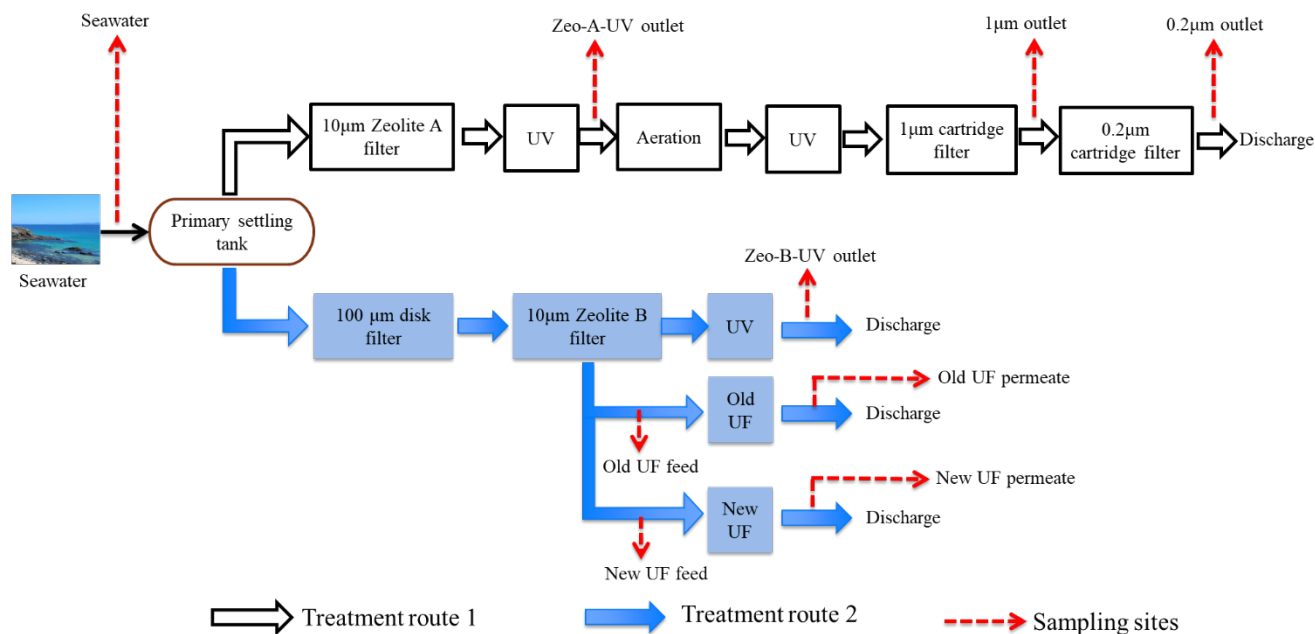 Seawater
Zeo-A-UV outlet
1µm outlet
0.2µm outlet
10µm Zeolite A
filter
UV
Aeration
UV
1µm cartridge
filter
0.2µm
cartridge filter
Discharge
Primary settling
tank
Seawater
Zeo-B-UV outlet
100 µm disk
filter
10µm Zeolite B
filter
UV
Discharge
Old UF permeate
Old
UF
Discharge
Old UF feed
New UF permeate
New
UF
Discharge
New UF feed
Treatment route 1
Treatment route 2
Sampling sites